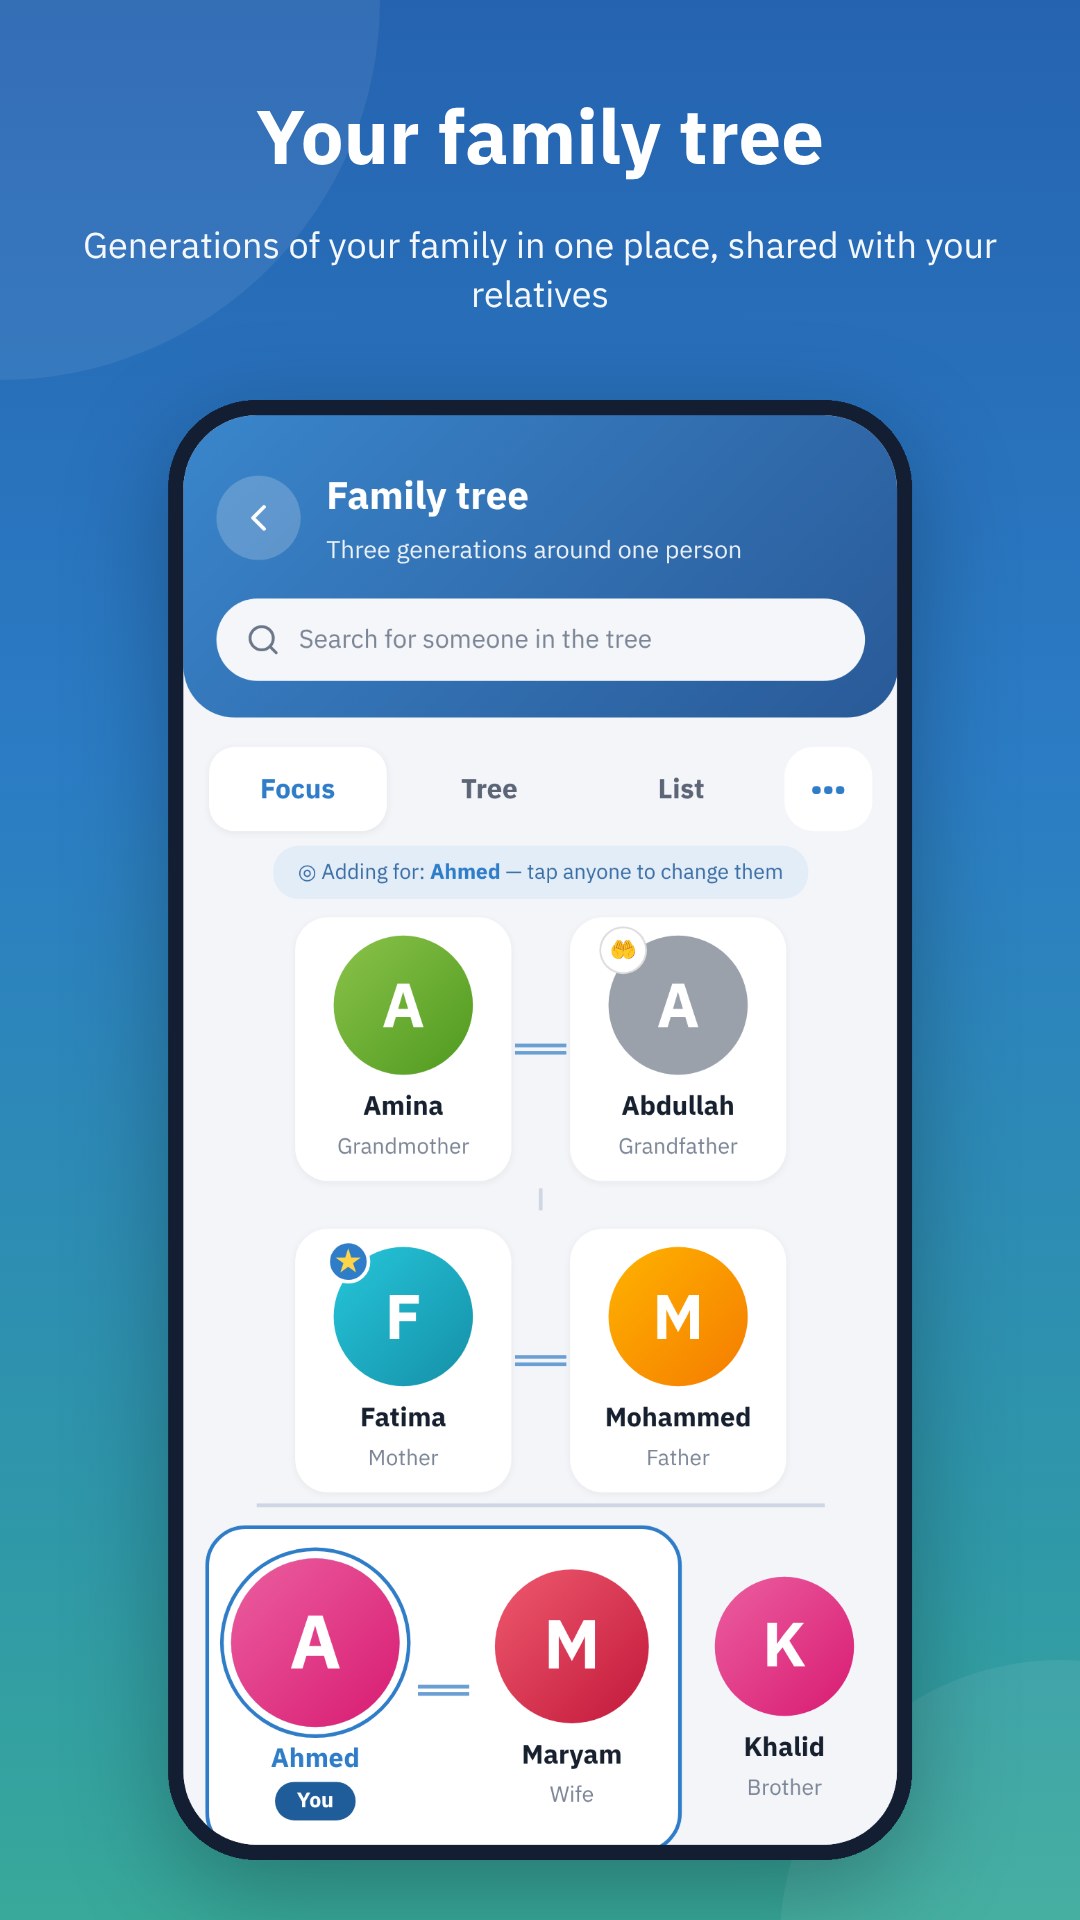 Your family tree
Generations of your family in one place, shared with your
relatives
Family tree
Three generations around one person
Search for someone in the tree
Focus
Tree
List
Adding for: Ahmed — tap anyone to change them
A
A
Amina
Abdullah
Grandmother
Grandfather
F
M
Fatima
Mohammed
Mother
Father
A
M
K
Ahmed
Maryam
Khalid
You
Wife
Brother